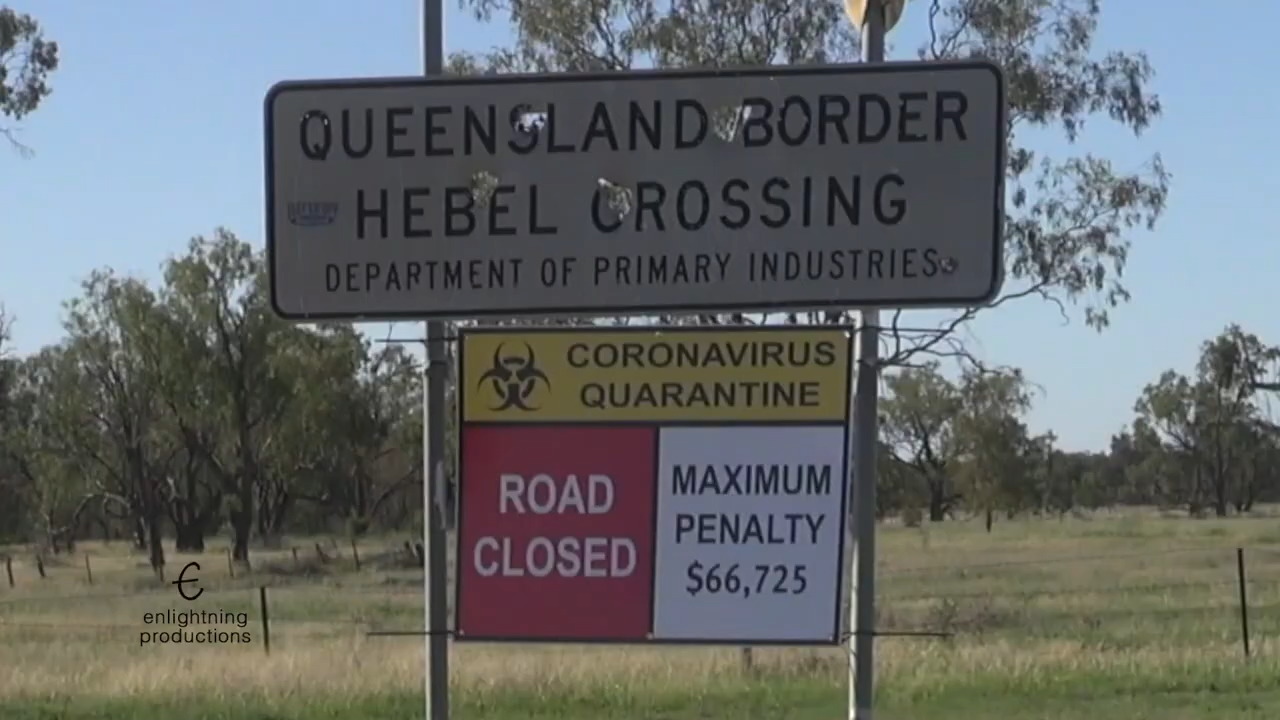 QUEENSLAND BORDER
HEBEL CROSSING
DEPARTMENT OF PRIMARY INDUSTRIES
CORONAVIRUS
QUARANTINE
ROAD
CLOSED
MAXIMUM
PENALTY
$66,725
enlightning
productions